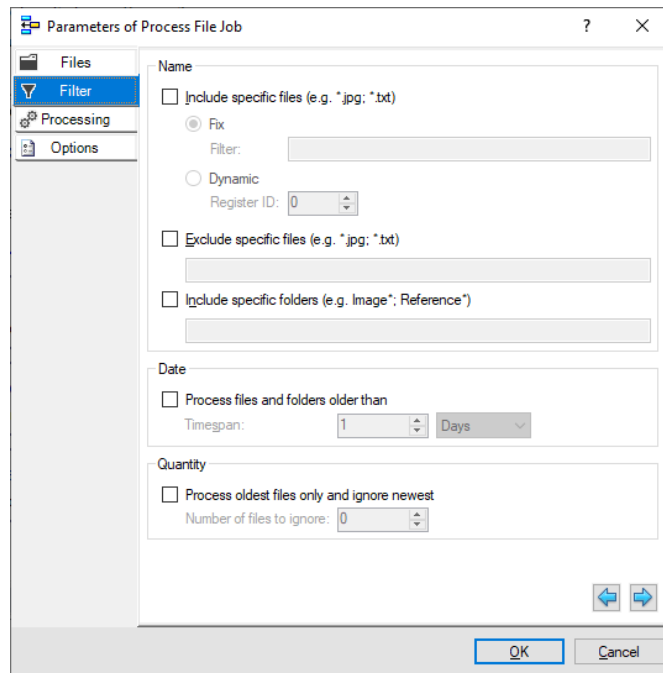 Parameters of Process File Job
Files
Filter
Processing
Options
Name
Include specific files (e.g. *.jpg; *.txt)
Fix
Filter:
Dynamic
Register ID: 0
Exclude specific files (e.g. *.jpg; *.txt)
Include specific folders (e.g. Image*; Reference*)
Date
Process files and folders older than
Timespan: 1 Days
Quantity
Process oldest files only and ignore newest
Number of files to ignore: 0
OK Cancel